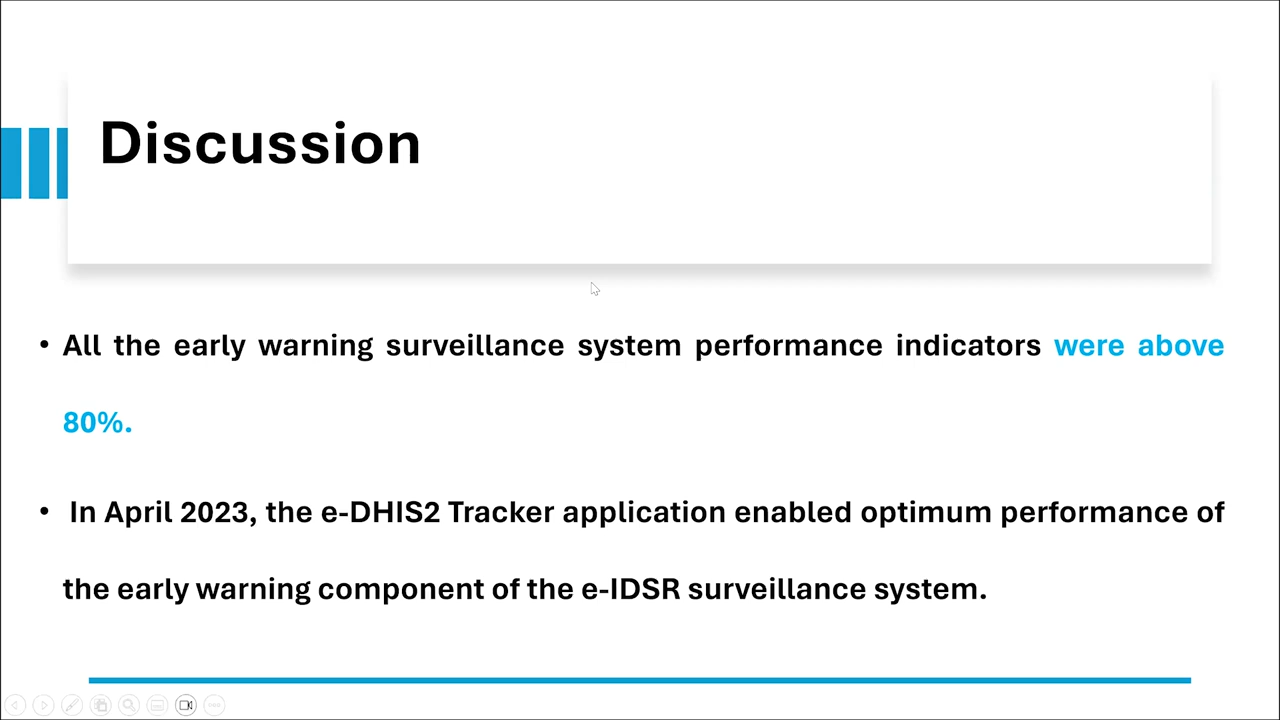 Discussion
• All the early warning surveillance system performance indicators were above
80%.
• In April 2023, the e-DHIS2 Tracker application enabled optimum performance of
the early warning component of the e-IDSR surveillance system.